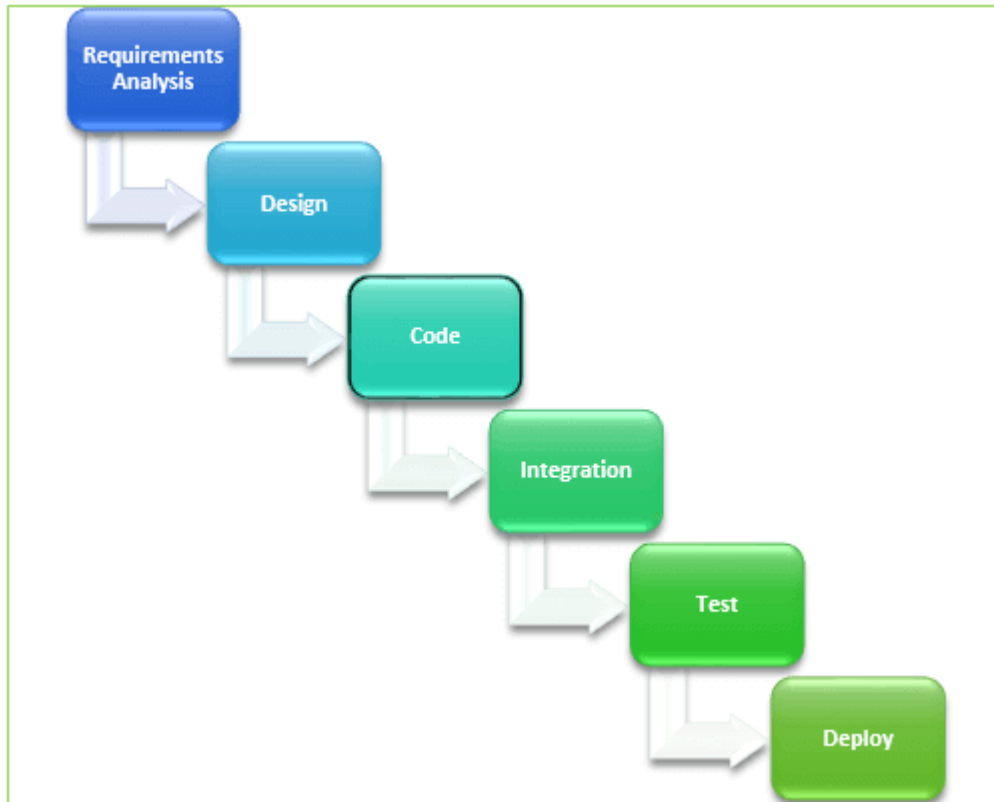 Requirements
Analysis
Design
Code
Integration
Test
Deploy